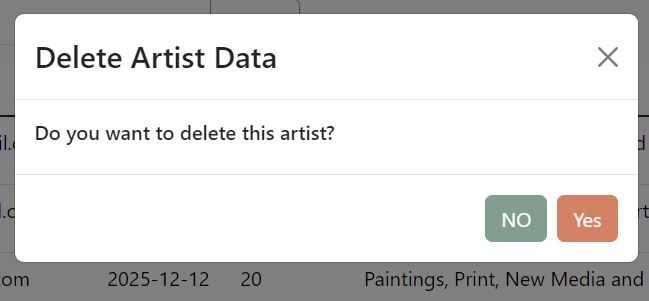 Delete Artist Data
Do you want to delete this artist?
NO
Yes
2025-12-12 20 Paintings, Print, New Media and